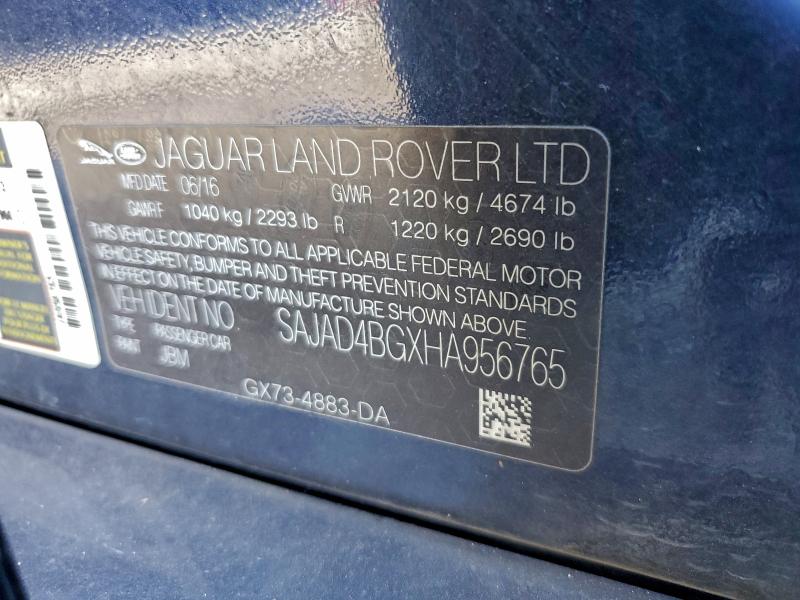 JAGUAR
LAND ROVER
JAGUAR LAND ROVER LTD
MFD DATE 06/16 GVWR 2120 kg / 4674 lb
GAWR F 1040 kg / 2293 lb R 1220 kg / 2690 lb
THIS VEHICLE CONFORMS TO ALL APPLICABLE FEDERAL MOTOR
VEHICLE SAFETY, BUMPER AND THEFT PREVENTION STANDARDS
IN EFFECT ON THE DATE OF MANUFACTURE SHOWN ABOVE.
VEH IDENT NO. SAJAD4BGXHA956765
TYPE PASSENGER CAR
PAINT JBM
GX73-4883-DA